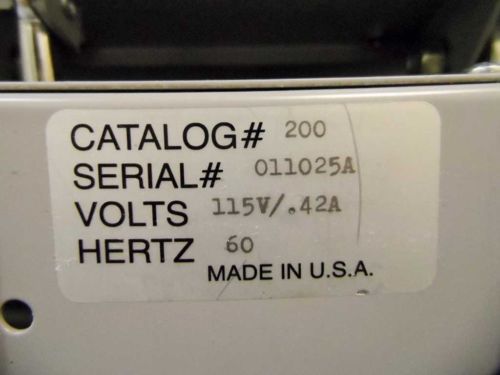 CATALOG# 200
SERIAL# 011025A
VOLTS 115V/.42A
HERTZ 60
MADE IN U.S.A.